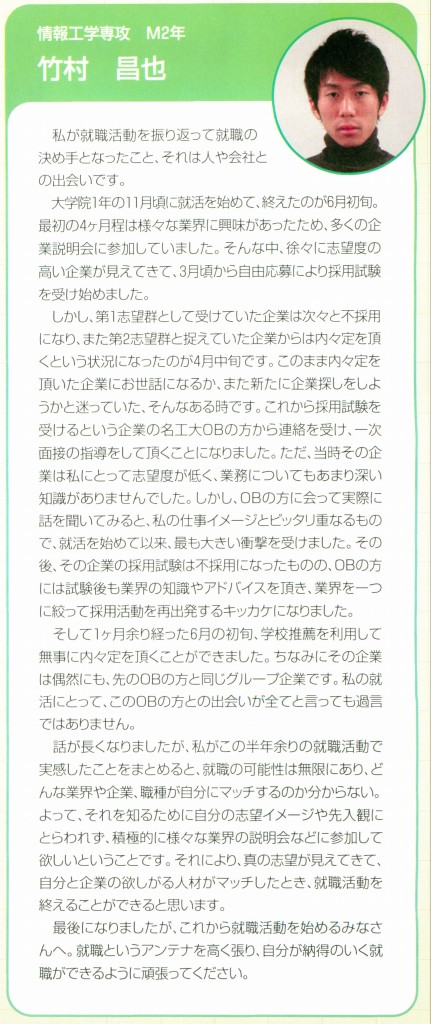 情報工学専攻　M2年
竹村　昌也
　私が就職活動を振り返って就職の
決め手となったこと、それは人や会社と
の出会いです。
　大学院1年の11月頃に就活を始めて、終えたのが6月初旬。
最初の4ヶ月程は様々な業界に興味があったため、多くの企
業説明会に参加していました。そんな中、徐々に志望度の
高い企業が見えてきて、3月頃から自由応募により採用試験
を受け始めました。
　しかし、第1志望群として受けていた企業は次々と不採用
になり、また第2志望群と捉えていた企業からは内々定を頂
くという状況になったのが4月中旬です。このまま内々定を
頂いた企業にお世話になるか、また新たに企業探しをしよ
うかと迷っていた、そんなある時です。これから採用試験を
受けるという企業の名工大OBの方から連絡を受け、一次
面接の指導をして頂くことになりました。ただ、当時その企
業は私にとって志望度が低く、業務についてもあまり深い
知識がありませんでした。しかし、OBの方に会って実際に
話を聞いてみると、私の仕事イメージとピッタリ重なるもの
で、就活を始めて以来、最も大きい衝撃を受けました。その
後、その企業の採用試験は不採用になったものの、OBの方
には試験後も業界の知識やアドバイスを頂き、業界を一つ
に絞って採用活動を再出発するキッカケになりました。
　そして1ヶ月余り経った6月の初旬、学校推薦を利用して
無事に内々定を頂くことができました。ちなみにその企業
は偶然にも、先のOBの方と同じグループ企業です。私の就
活にとって、このOBの方との出会いが全てと言っても過言
ではありません。
　話が長くなりましたが、私がこの半年余りの就職活動で
実感したことをまとめると、就職の可能性は無限にあり、ど
んな業界や企業、職種が自分にマッチするのか分からない。
よって、それを知るために自分の志望イメージや先入観に
とらわれず、積極的に様々な業界の説明会などに参加して
欲しいということです。それにより、真の志望が見えてきて、
自分と企業の欲しがる人材がマッチしたとき、就職活動を
終えることができると思います。
　最後になりましたが、これから就職活動を始めるみなさ
んへ。就職というアンテナを高く張り、自分が納得のいく就
職ができるように頑張ってください。